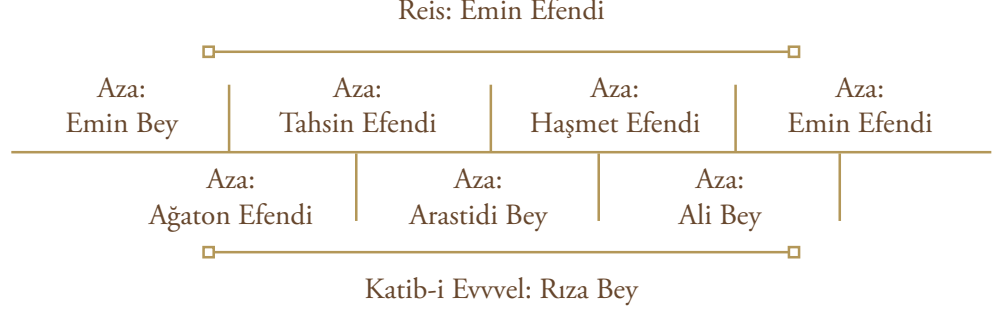 Reis: Emin Efendi
Aza:
Emin Bey
Aza:
Tahsin Efendi
Aza:
Haşmet Efendi
Aza:
Emin Efendi
Aza:
Ağaton Efendi
Aza:
Arastidi Bey
Aza:
Ali Bey
Katib-i Evvvel: Rıza Bey